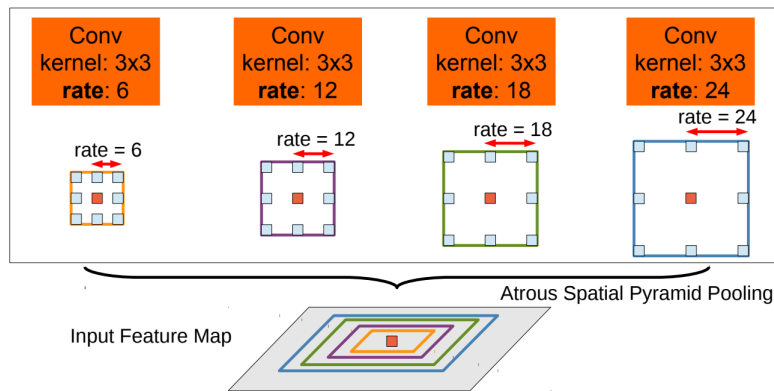 Conv
kernel: 3x3
rate: 6
Conv
kernel: 3x3
rate: 12
Conv
kernel: 3x3
rate: 18
Conv
kernel: 3x3
rate: 24
rate = 6
rate = 12
rate = 18
rate = 24
Atrous Spatial Pyramid Pooling
Input Feature Map